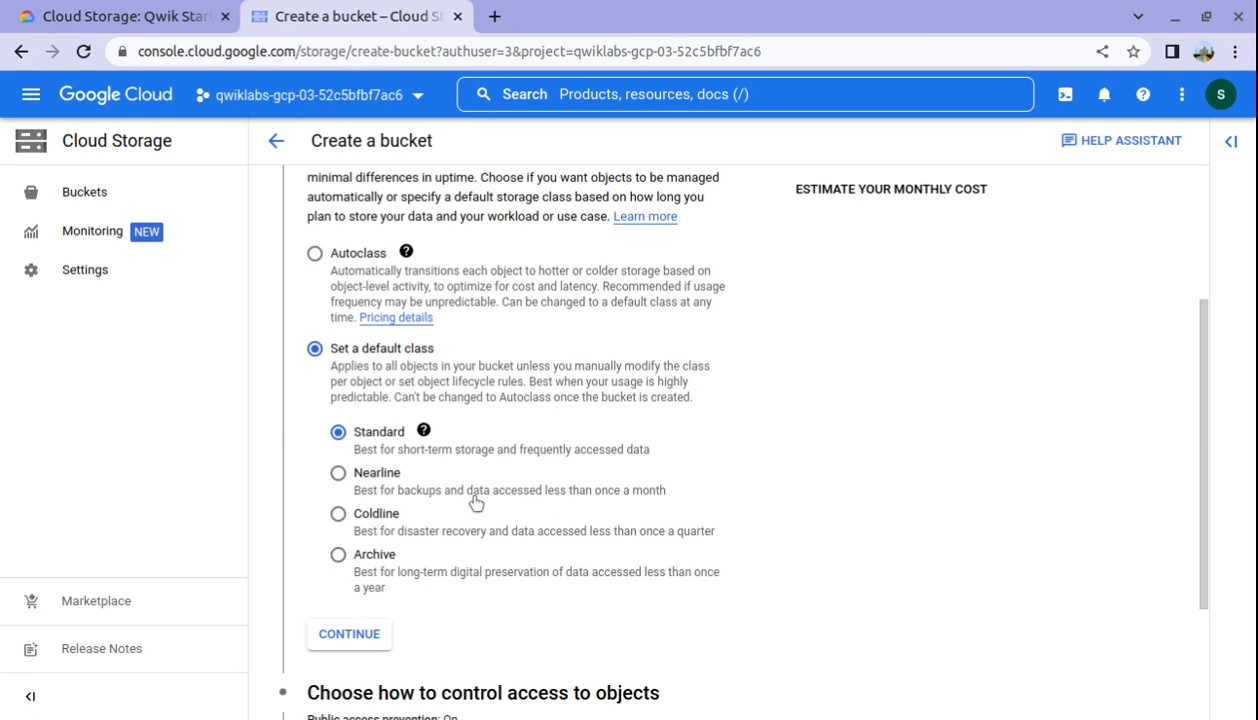 Cloud Storage: Qwik Star
Create a bucket – Cloud S
console.cloud.google.com/storage/create-bucket?authuser=3&project=qwiklabs-gcp-03-52c5bfbf7ac6
Google Cloud
qwiklabs-gcp-03-52c5bfbf7ac6
Search Products, resources, docs (/)
S
Cloud Storage
Create a bucket
HELP ASSISTANT
Buckets
Monitoring NEW
Settings
Marketplace
Release Notes
minimal differences in uptime. Choose if you want objects to be managed
automatically or specify a default storage class based on how long you
plan to store your data and your workload or use case. Learn more
Autoclass
Automatically transitions each object to hotter or colder storage based on
object-level activity, to optimize for cost and latency. Recommended if usage
frequency may be unpredictable. Can be changed to a default class at any
time. Pricing details
Set a default class
Applies to all objects in your bucket unless you manually modify the class
per object or set object lifecycle rules. Best when your usage is highly
predictable. Can't be changed to Autoclass once the bucket is created.
Standard
Best for short-term storage and frequently accessed data
Nearline
Best for backups and data accessed less than once a month
Coldline
Best for disaster recovery and data accessed less than once a quarter
Archive
Best for long-term digital preservation of data accessed less than once
a year
CONTINUE
Choose how to control access to objects
Public access prevention: On
ESTIMATE YOUR MONTHLY COST